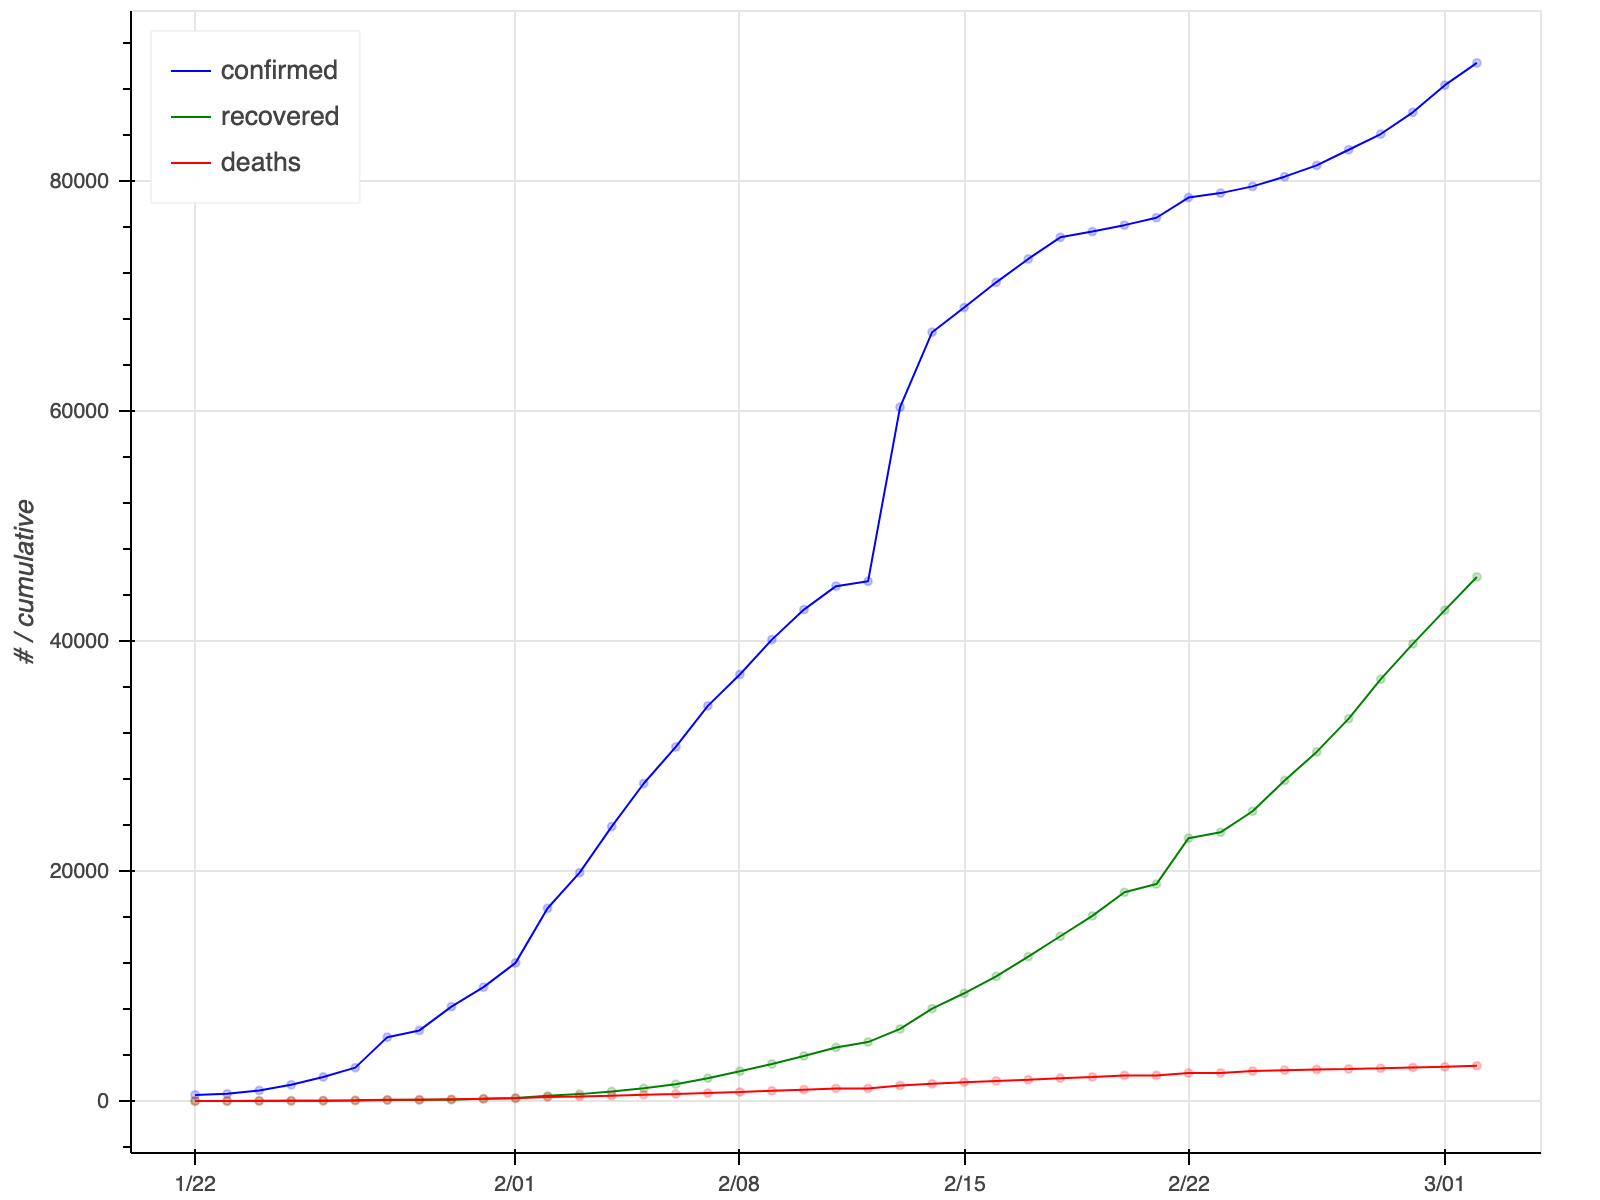 confirmed
recovered
deaths
80000
60000
40000
20000
0
# / cumulative
1/22 2/01 2/08 2/15 2/22 3/01